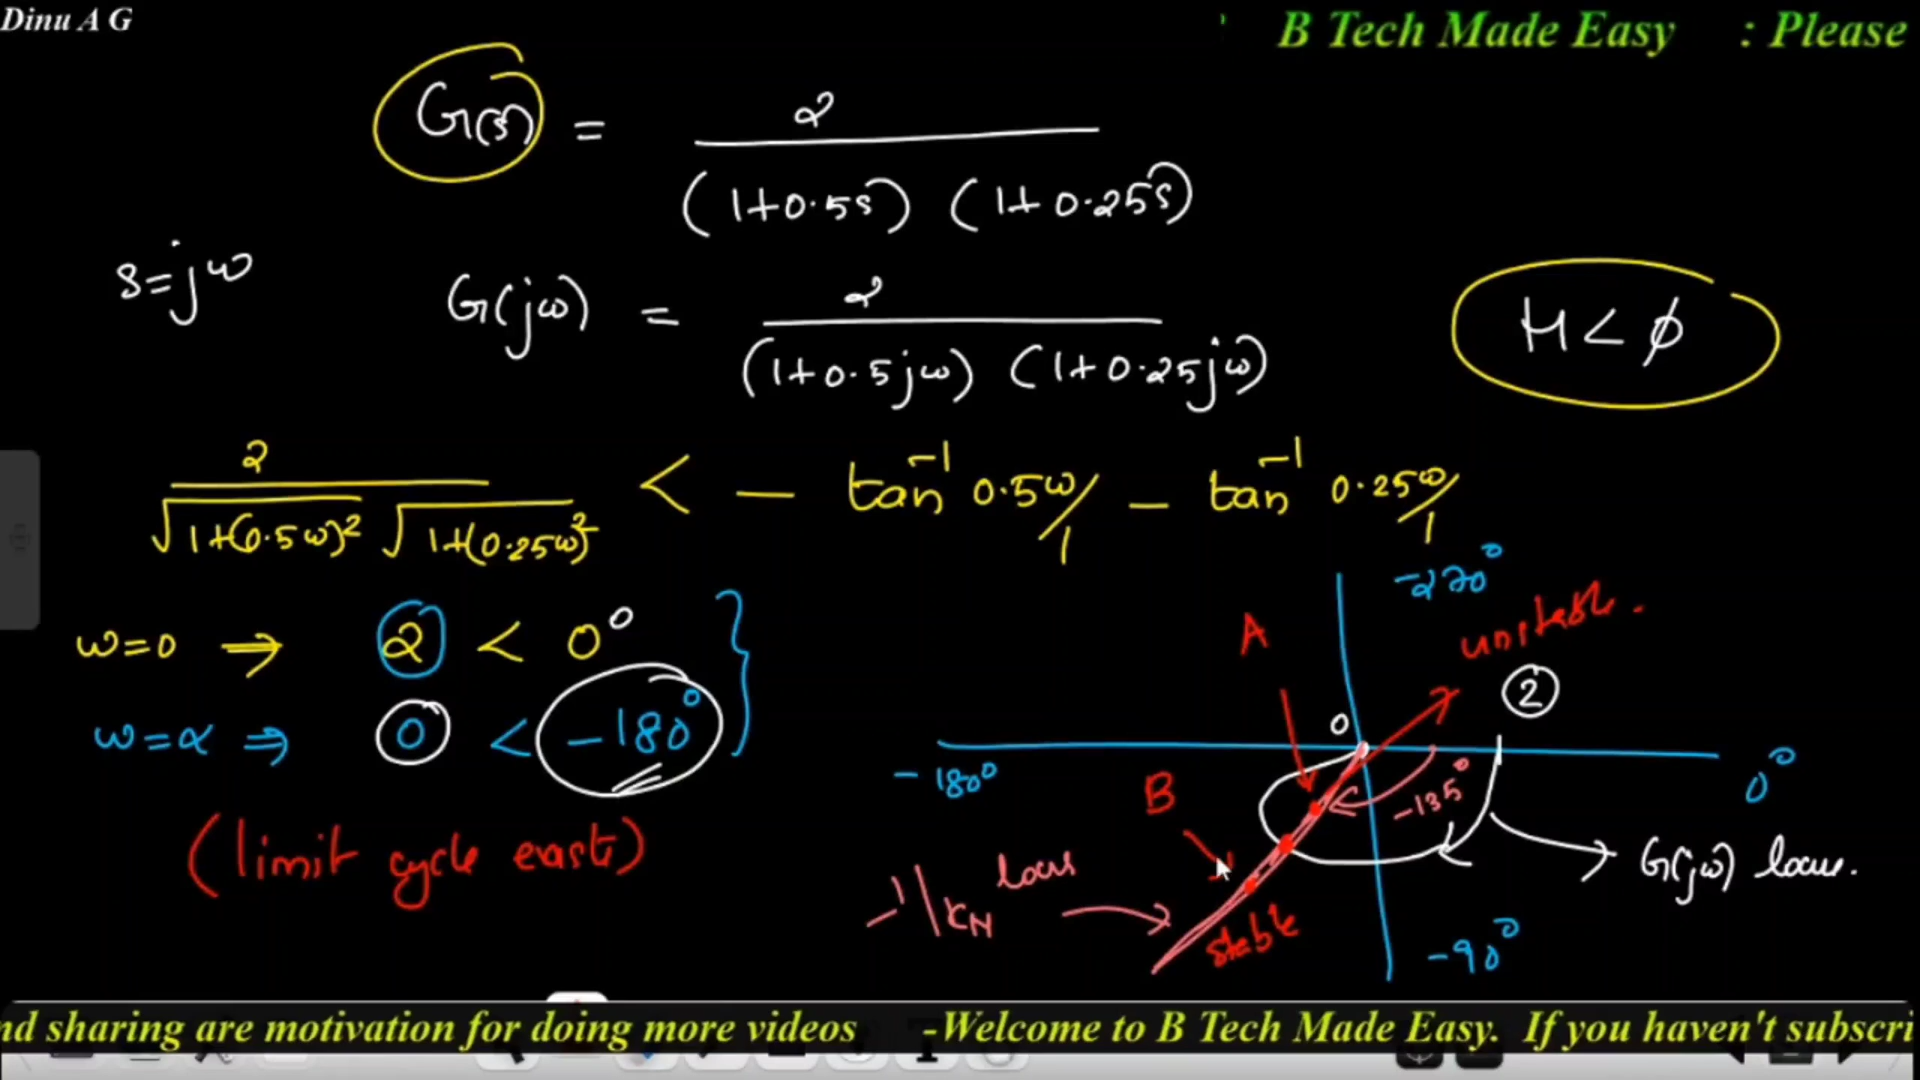 Dinu A G
B Tech Made Easy : Please
G(s) = 2 / (1+0.5s) (1+0.25s)
s=jω
G(jω) = 2 / (1+0.5jω) (1+0.25jω)
M < φ
2 / √1+(0.5ω)² √1+(0.25ω)² < - tan⁻¹ 0.5ω/1 - tan⁻¹ 0.25ω/1
ω=0 ⇒ 2 < 0°
ω=α ⇒ 0 < -180°
(limit cycle exists)
-270°
A
unstable.
2
0
-180°
0°
B
-135°
G(jω) locus.
-1/KN locus
stable
-90°
nd sharing are motivation for doing more videos -Welcome to B Tech Made Easy. If you haven't subscri